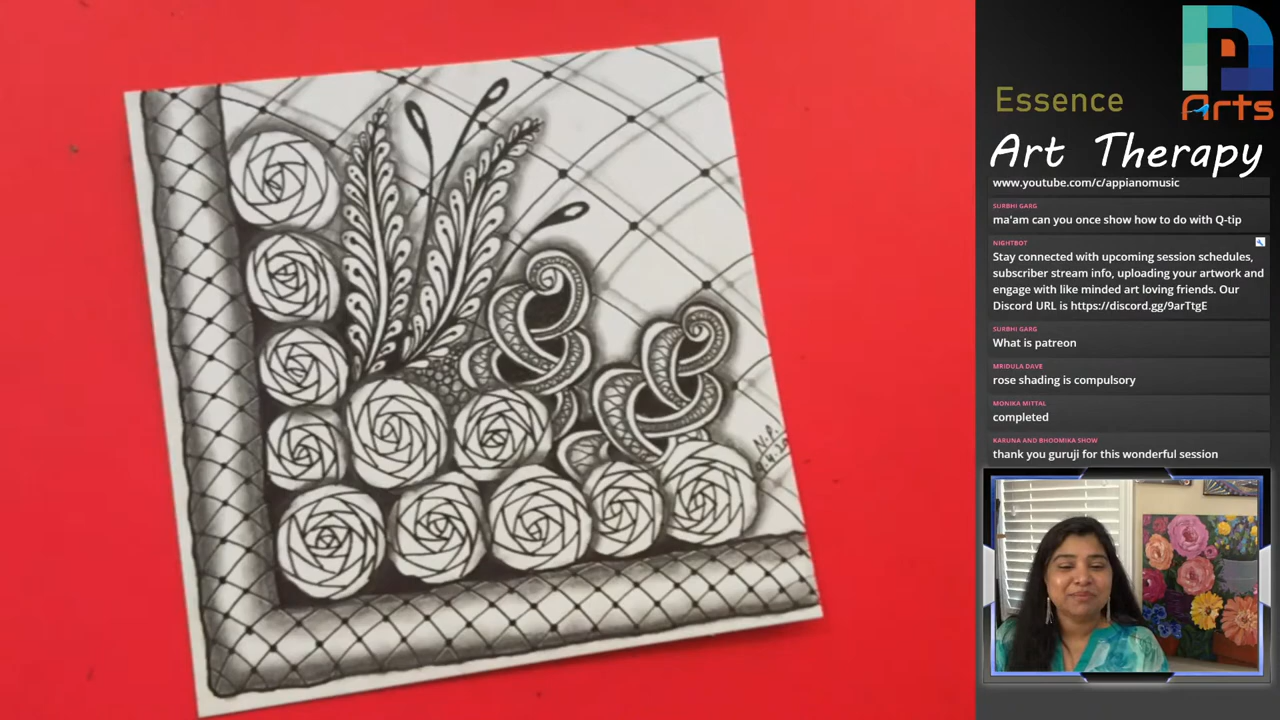 N.P.
Essence
Arts
Art Therapy
www.youtube.com/c/appianomusic
SURBHI GARG
ma'am can you once show how to do with Q-tip
NIGHTBOT
Stay connected with upcoming session schedules,
subscriber stream info, uploading your artwork and
engage with like minded art loving friends. Our
Discord URL is https://discord.gg/9arTtgE
SURBHI GARG
What is patreon
MRIDULA DAVE
rose shading is compulsory
MONIKA MITTAL
completed
KARUNA AND BHOOMIKA SHOW
thank you guruji for this wonderful session